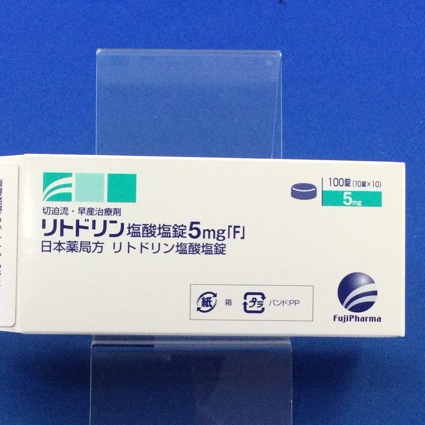 100錠 (10錠×10)
5mg
切迫流・早産治療剤
リトドリン塩酸塩錠5mg「F」
日本薬局方 リトドリン塩酸塩錠
紙 箱 プラ バンド:PP
FujiPharma